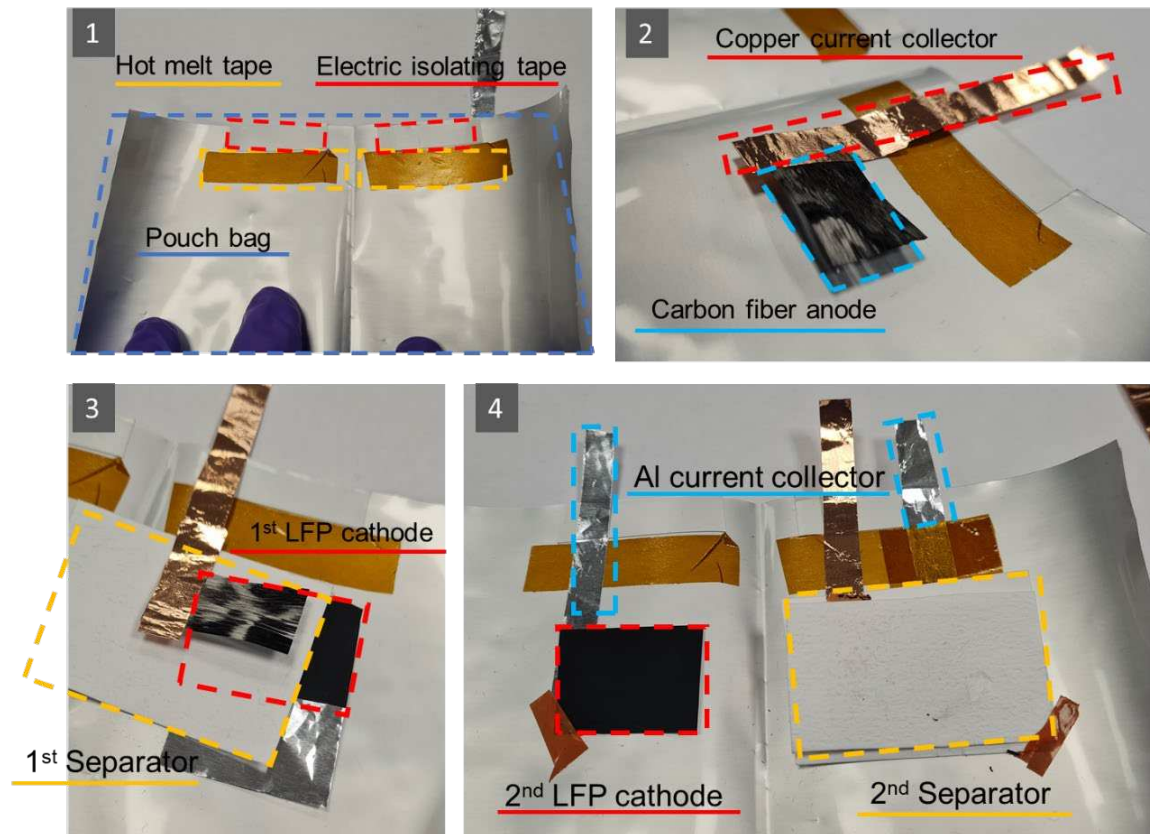 1
Hot melt tape
Electric isolating tape
Pouch bag
2
Copper current collector
Carbon fiber anode
3
1st LFP cathode
1st Separator
4
Al current collector
2nd LFP cathode
2nd Separator